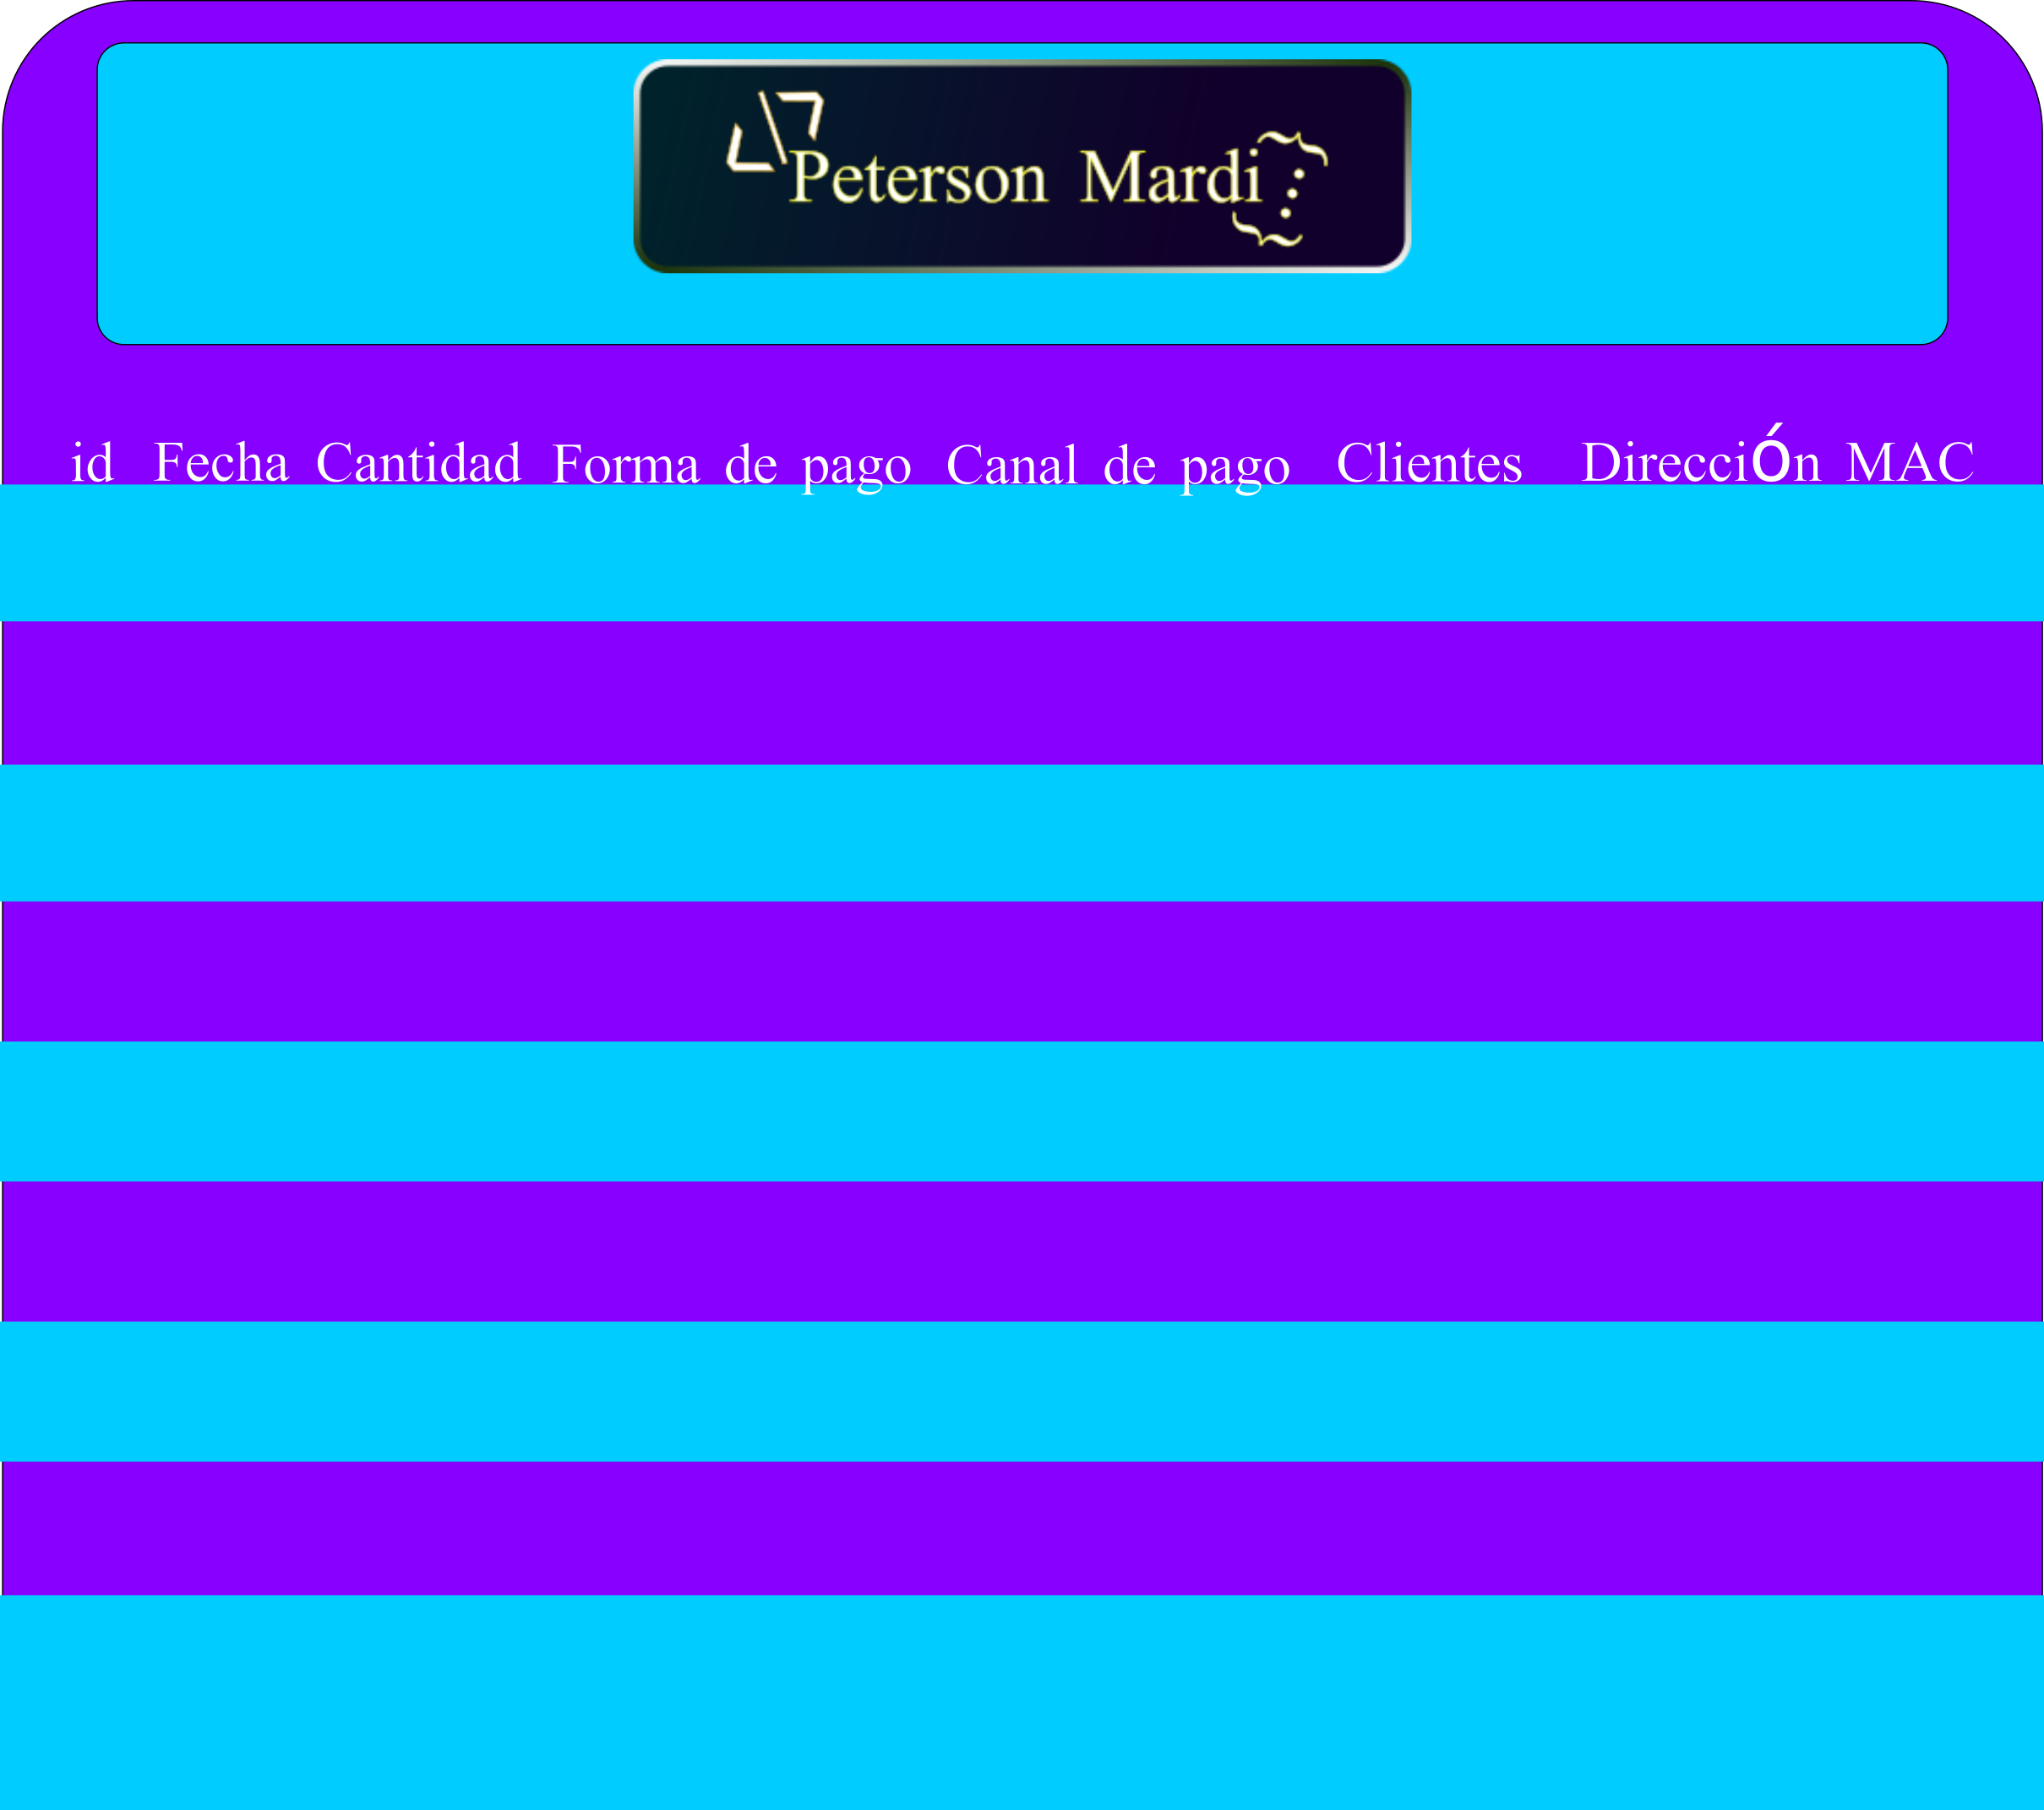 Peterson Mardi
id Fecha Cantidad Forma de pago Canal de pago Clientes Dirección MAC